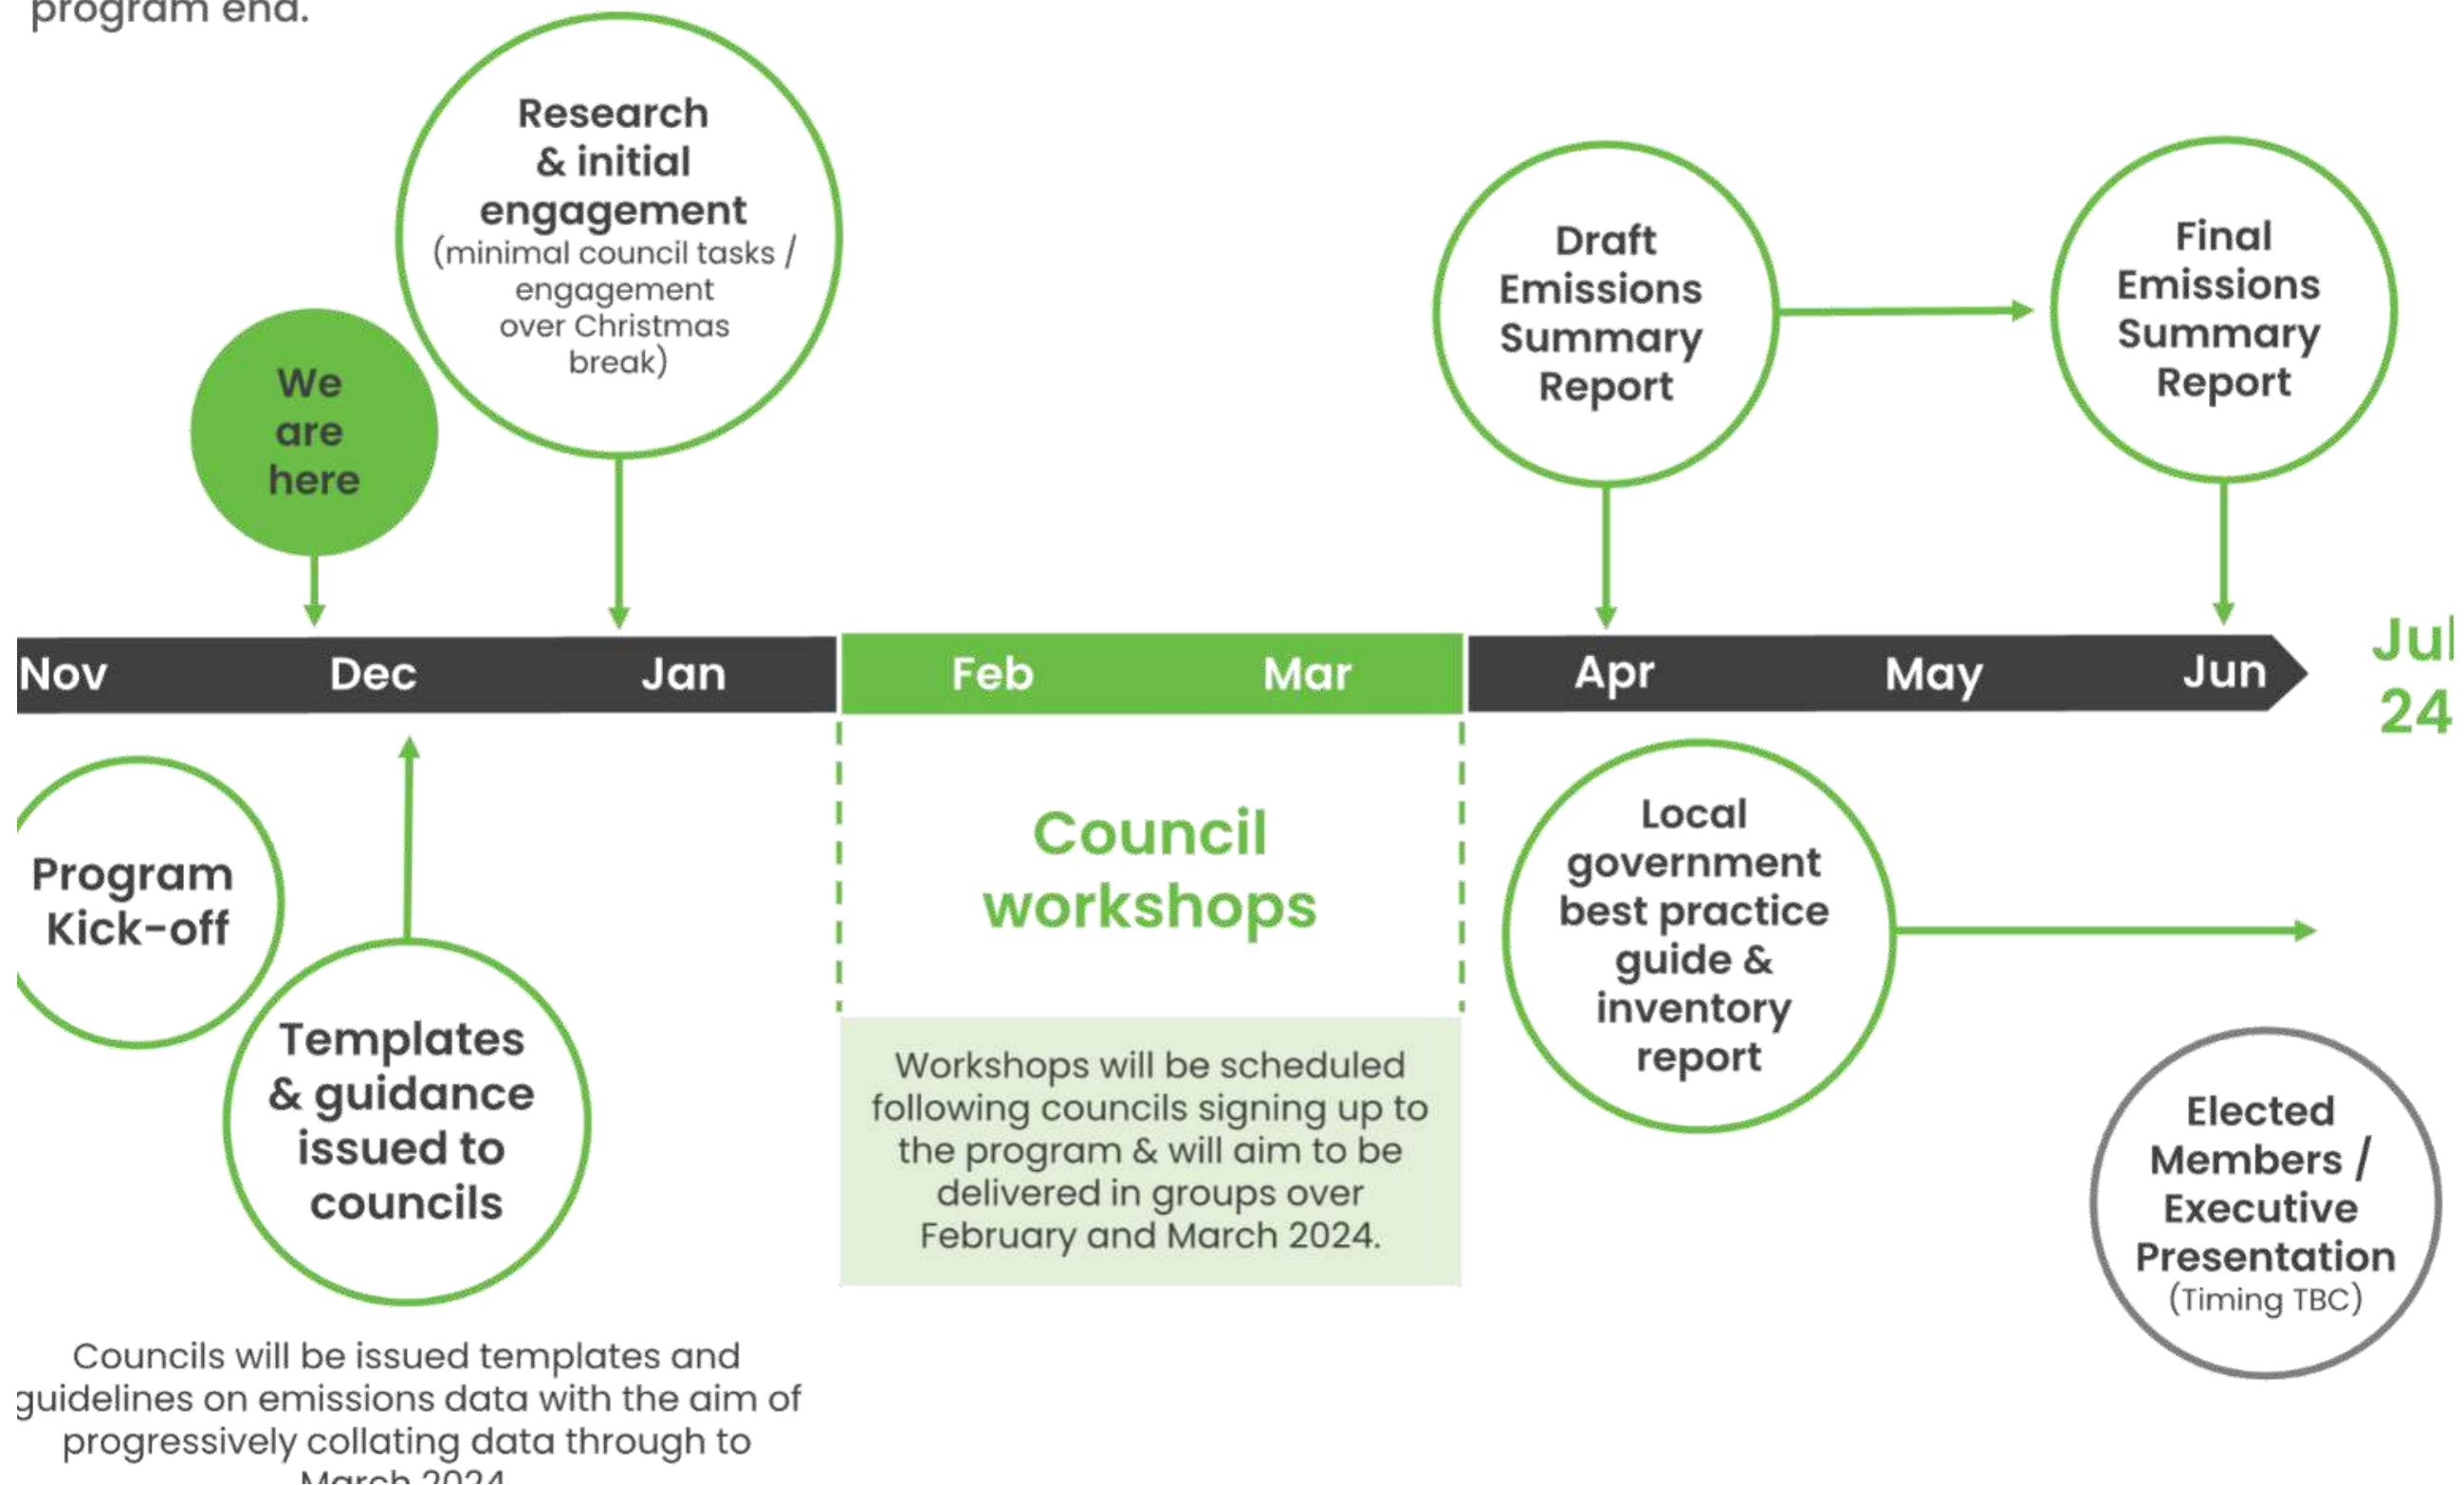 program end.
Research
& initial
engagement
(minimal council tasks /
engagement
over Christmas
break)
We
are
here
Draft
Emissions
Summary
Report
Final
Emissions
Summary
Report
Nov
Dec
Jan
Feb
Mar
Apr
May
Jun
Jul
24
Program
Kick-off
Templates
& guidance
issued to
councils
Councils will be issued templates and
guidelines on emissions data with the aim of
progressively collating data through to
March 2024
Council
workshops
Workshops will be scheduled
following councils signing up to
the program & will aim to be
delivered in groups over
February and March 2024.
Local
government
best practice
guide &
inventory
report
Elected
Members /
Executive
Presentation
(Timing TBC)